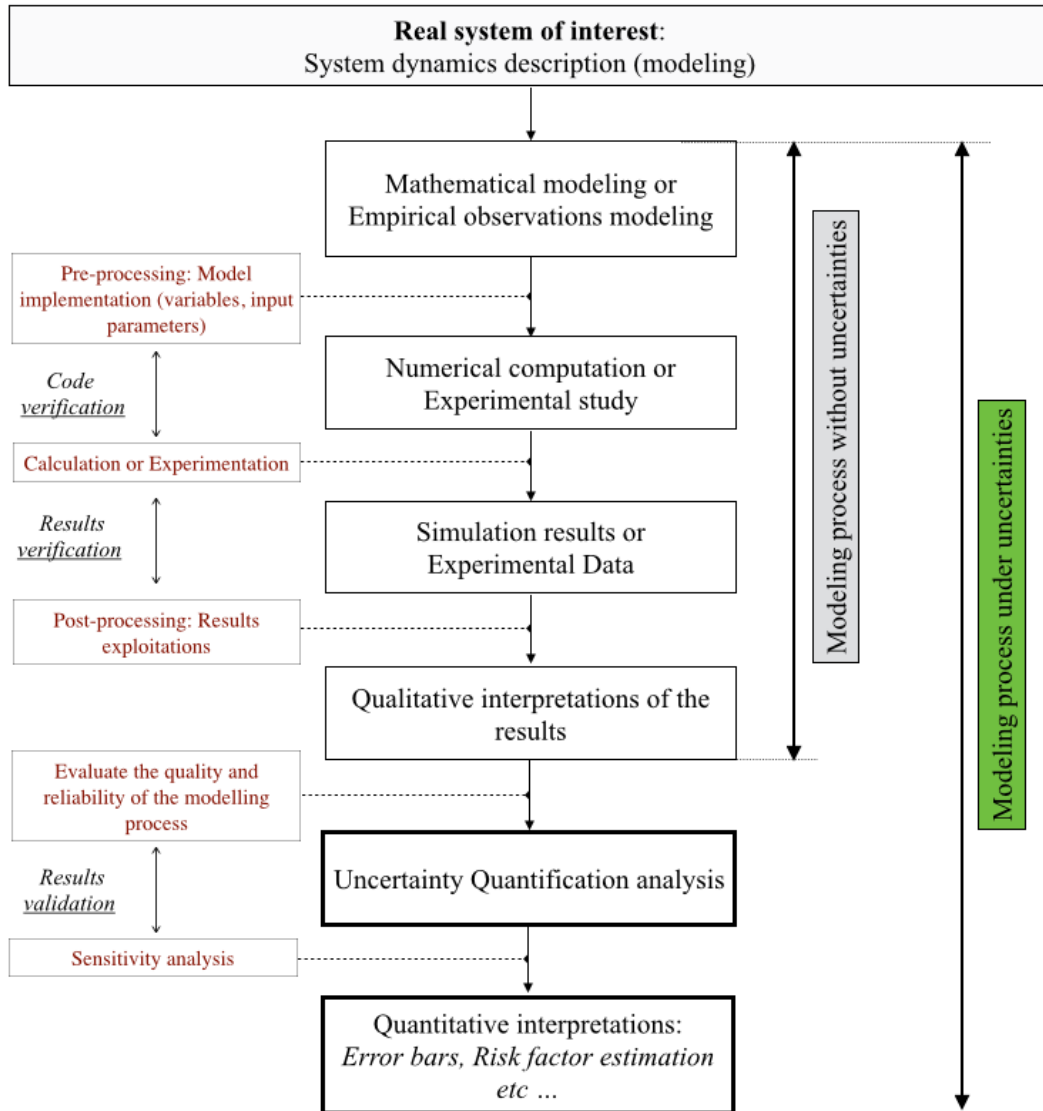 Real system of interest:
System dynamics description (modeling)
Mathematical modeling or
Empirical observations modeling
Pre-processing: Model
implementation (variables, input
parameters)
Numerical computation or
Experimental study
Code
verification
Calculation or Experimentation
Simulation results or
Experimental Data
Results
verification
Post-processing: Results
exploitations
Qualitative interpretations of the
results
Evaluate the quality and
reliability of the modelling
process
Uncertainty Quantification analysis
Results
validation
Sensitivity analysis
Quantitative interpretations:
Error bars, Risk factor estimation
etc ...
Modeling process without uncertainties
Modeling process under uncertainties